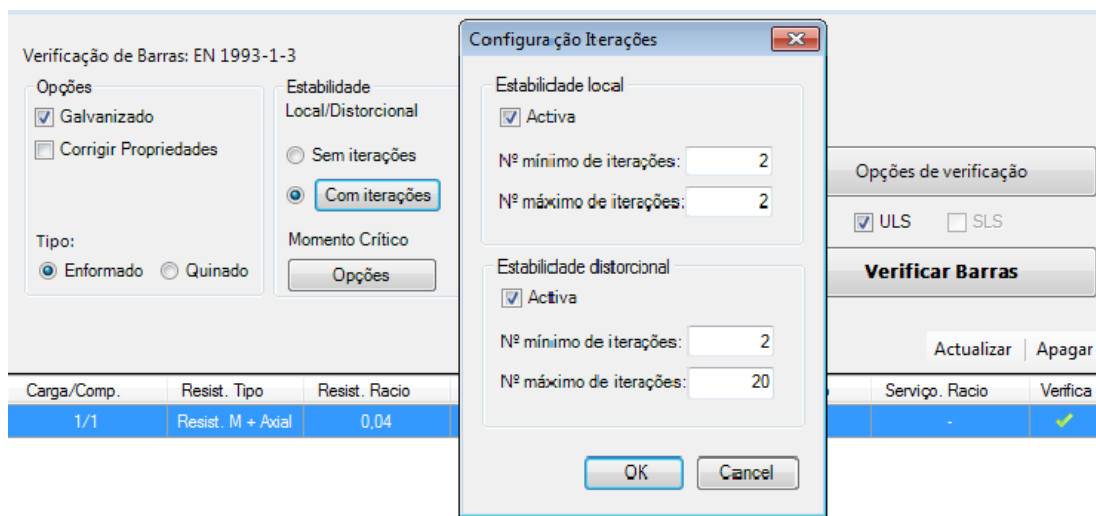 Verificação de Barras: EN 1993-1-3
Opções
Galvanizado
Corrigir Propriedades
Tipo:
Enformado Quinado
Estabilidade
Local/Distorcional
Sem iterações
Com iterações
Momento Crítico
Opções
Configuração Iterações
Estabilidade local
Activa
Nº mínimo de iterações: 2
Nº máximo de iterações: 2
Estabilidade distorcional
Activa
Nº mínimo de iterações: 2
Nº máximo de iterações: 20
OK Cancel
Opções de verificação
ULS SLS
Verificar Barras
Actualizar Apagar
Carga/Comp. Resist. Tipo Resist. Racio Serviço. Racio Verifica
1/1 Resist. M + Axial 0,04 -